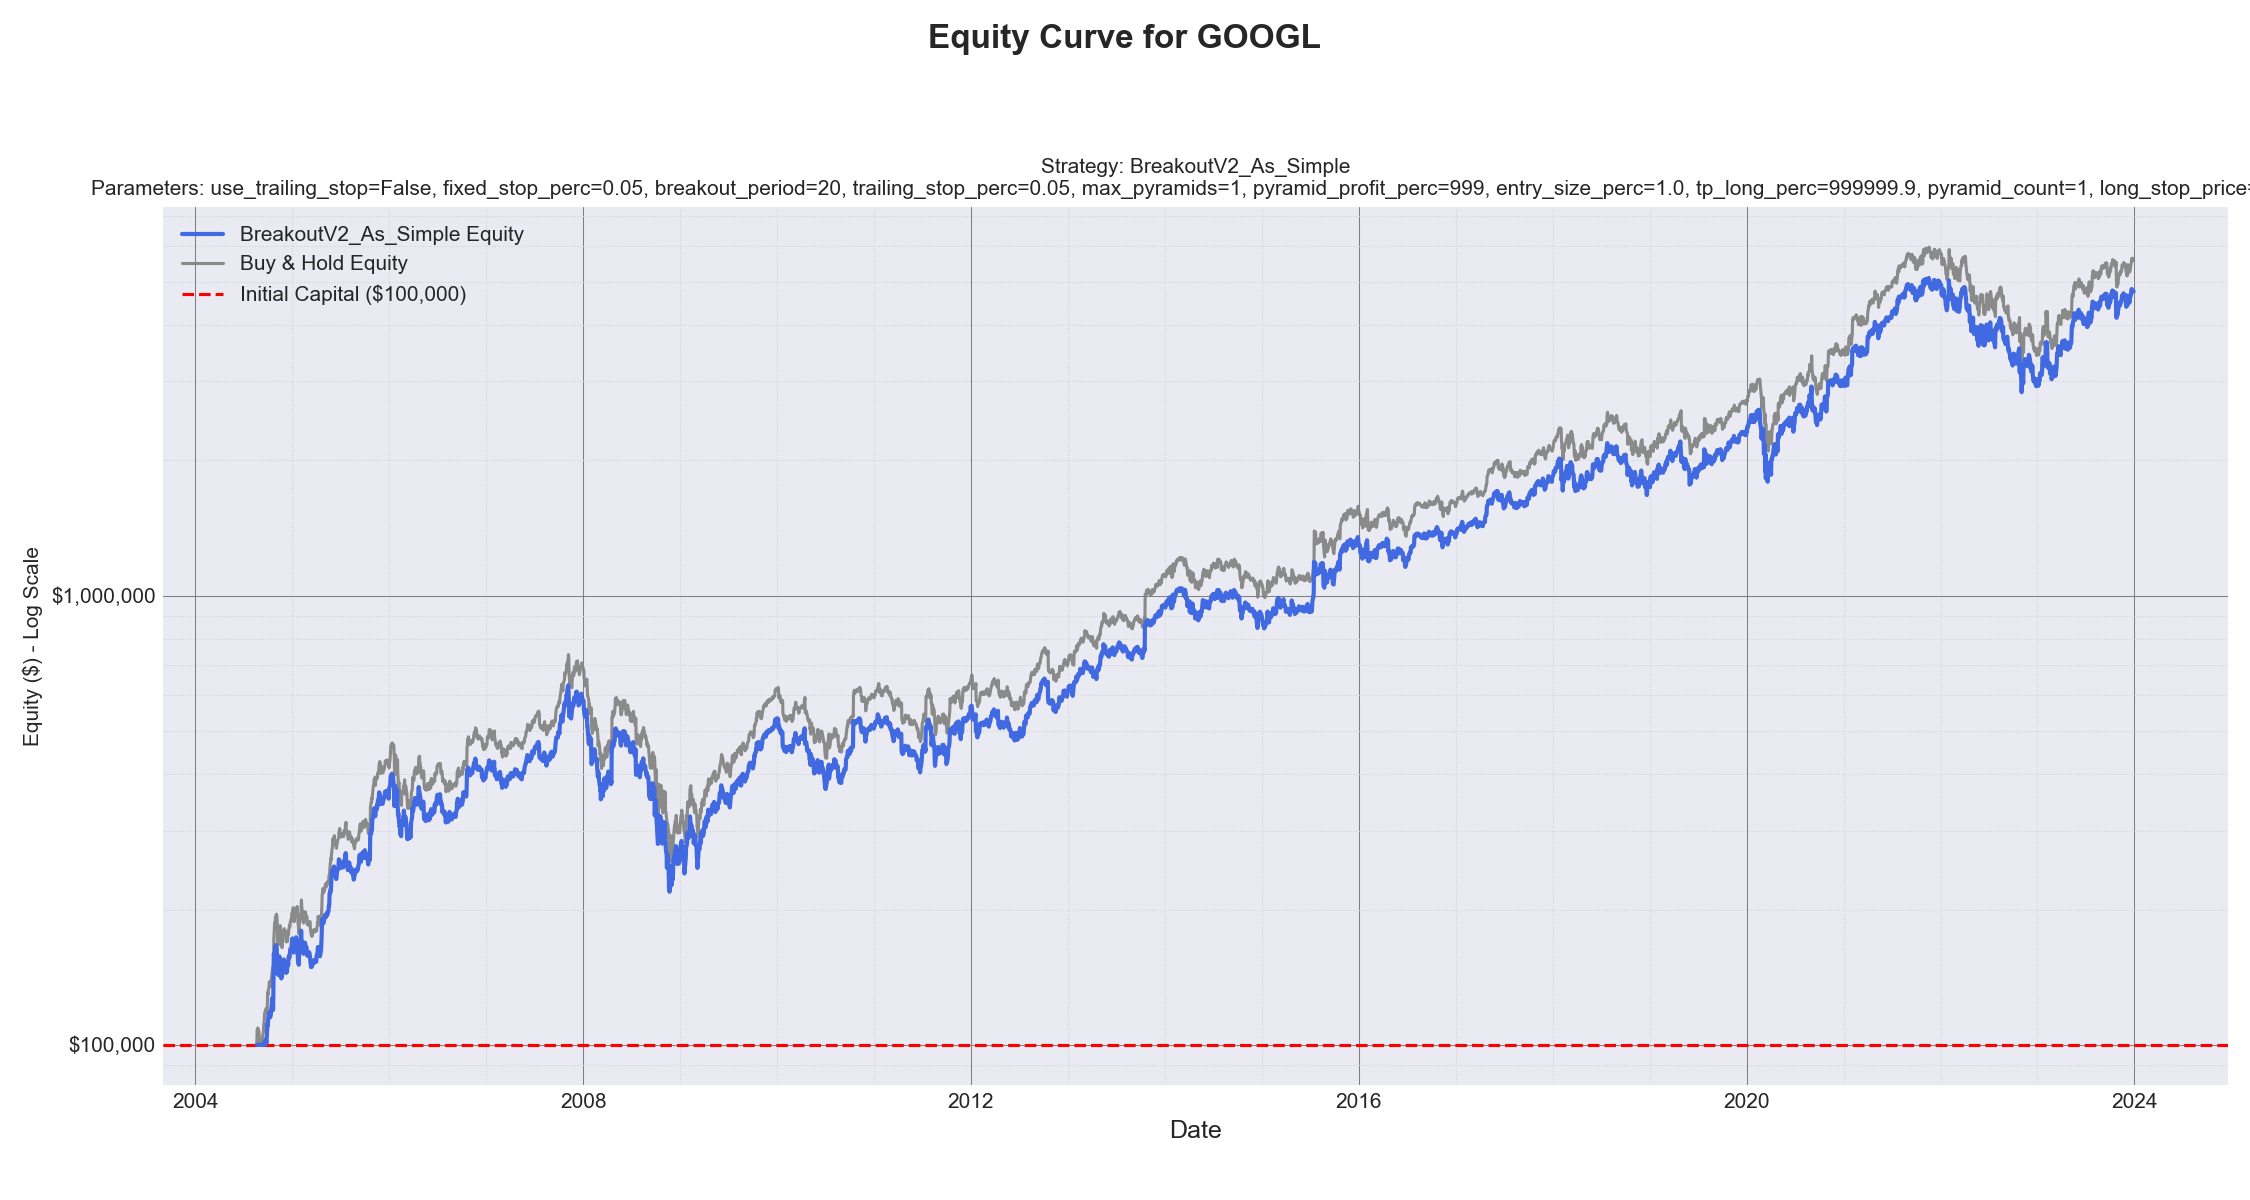 Equity Curve for GOOGL
Strategy: BreakoutV2_As_Simple
Parameters: use_trailing_stop=False, fixed_stop_perc=0.05, breakout_period=20, trailing_stop_perc=0.05, max_pyramids=1, pyramid_profit_perc=999, entry_size_perc=1.0, tp_long_perc=999999.9, pyramid_count=1, long_stop_price=
BreakoutV2_As_Simple Equity
Buy & Hold Equity
Initial Capital ($100,000)
Equity ($) - Log Scale
$1,000,000
$100,000
2004
2008
2012
2016
2020
2024
Date